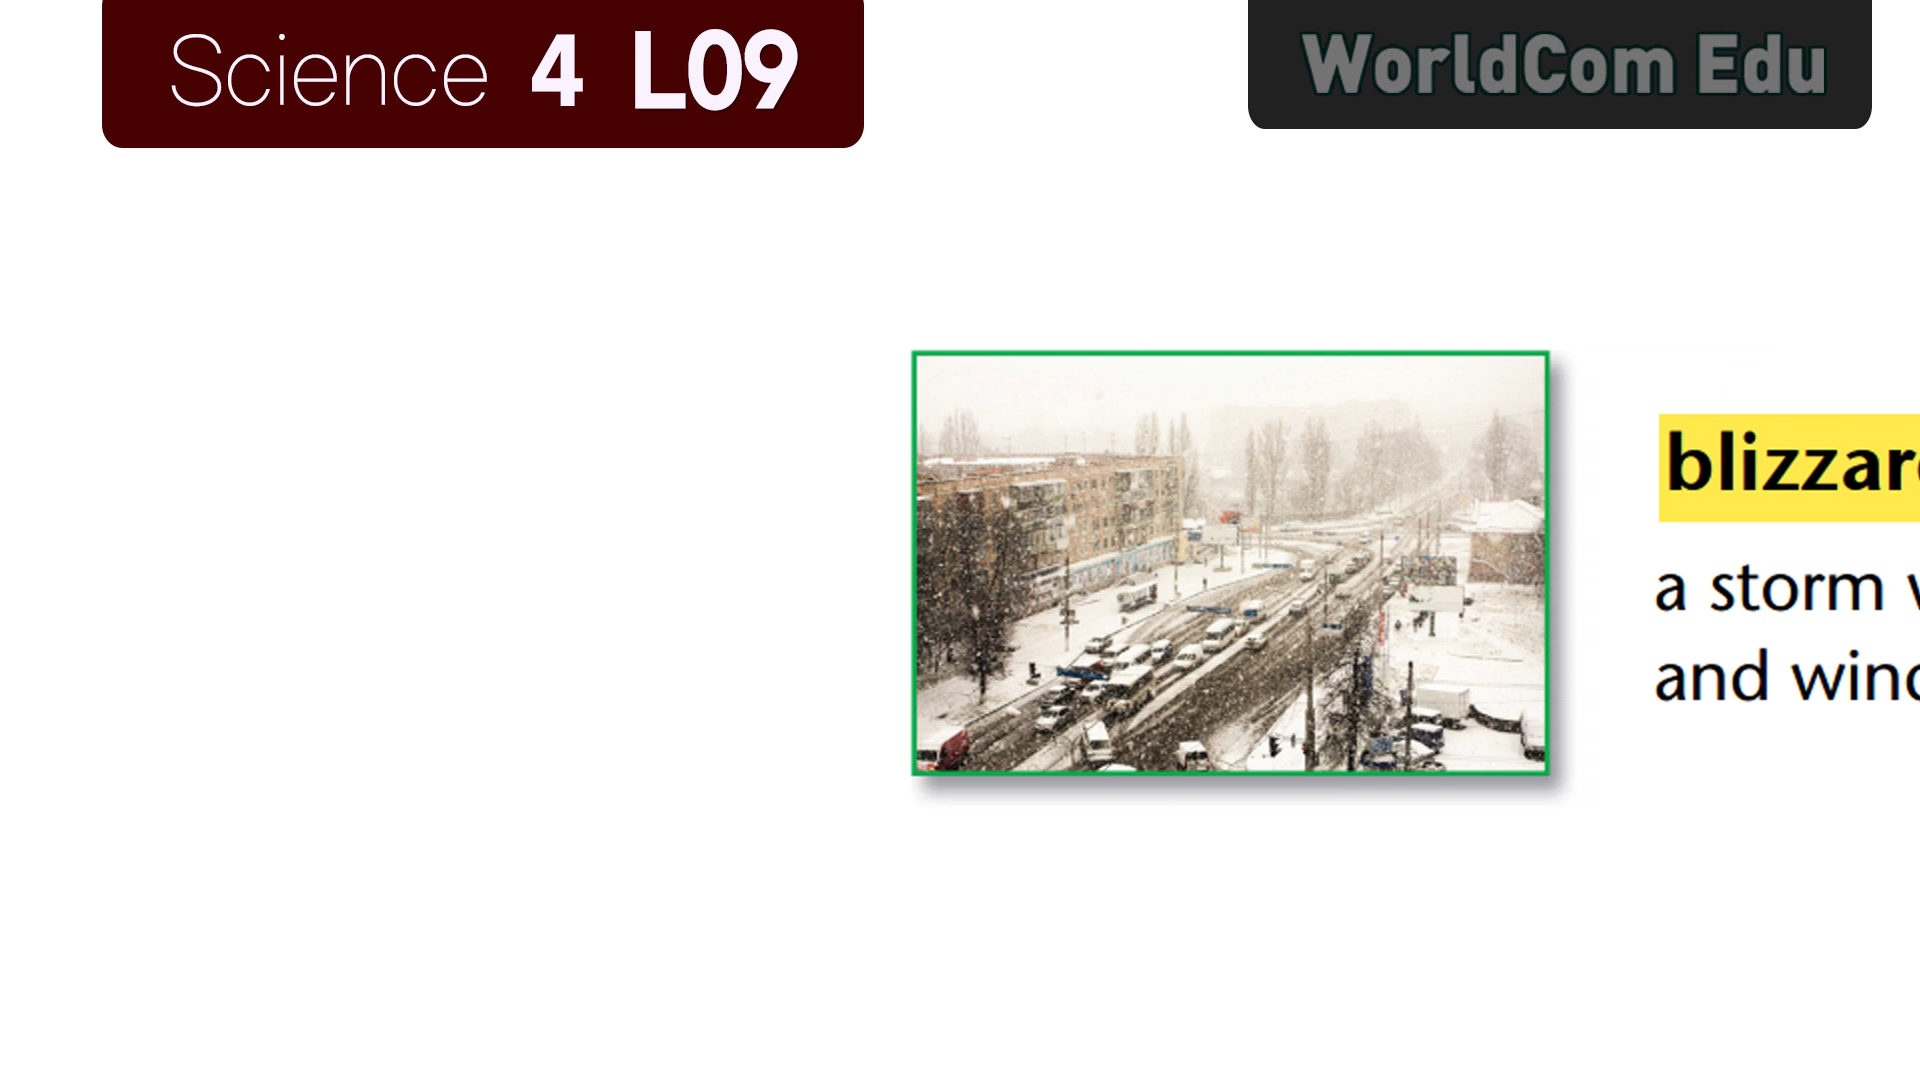 Science 4 L09
WorldCom Edu
blizzar
a storm
and win